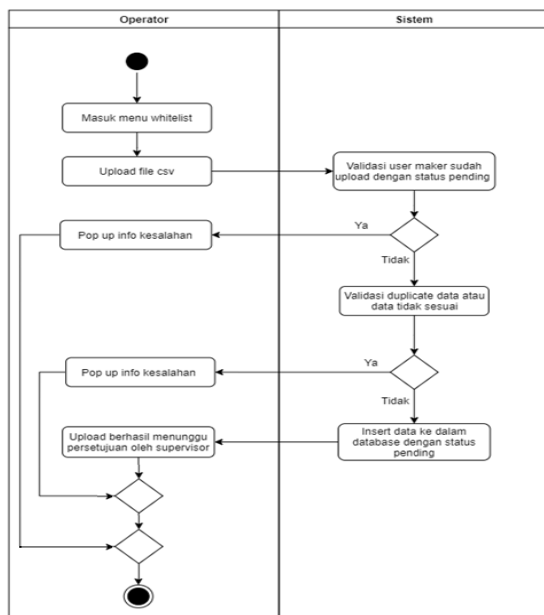 Operator
Sistem
Masuk menu whitelist
Upload file csv
Validasi user maker sudah
upload dengan status pending
Ya
Pop up info kesalahan
Tidak
Validasi duplicate data atau
data tidak sesuai
Ya
Pop up info kesalahan
Tidak
Insert data ke dalam
database dengan status
pending
Upload berhasil menunggu
persetujuan oleh supervisor